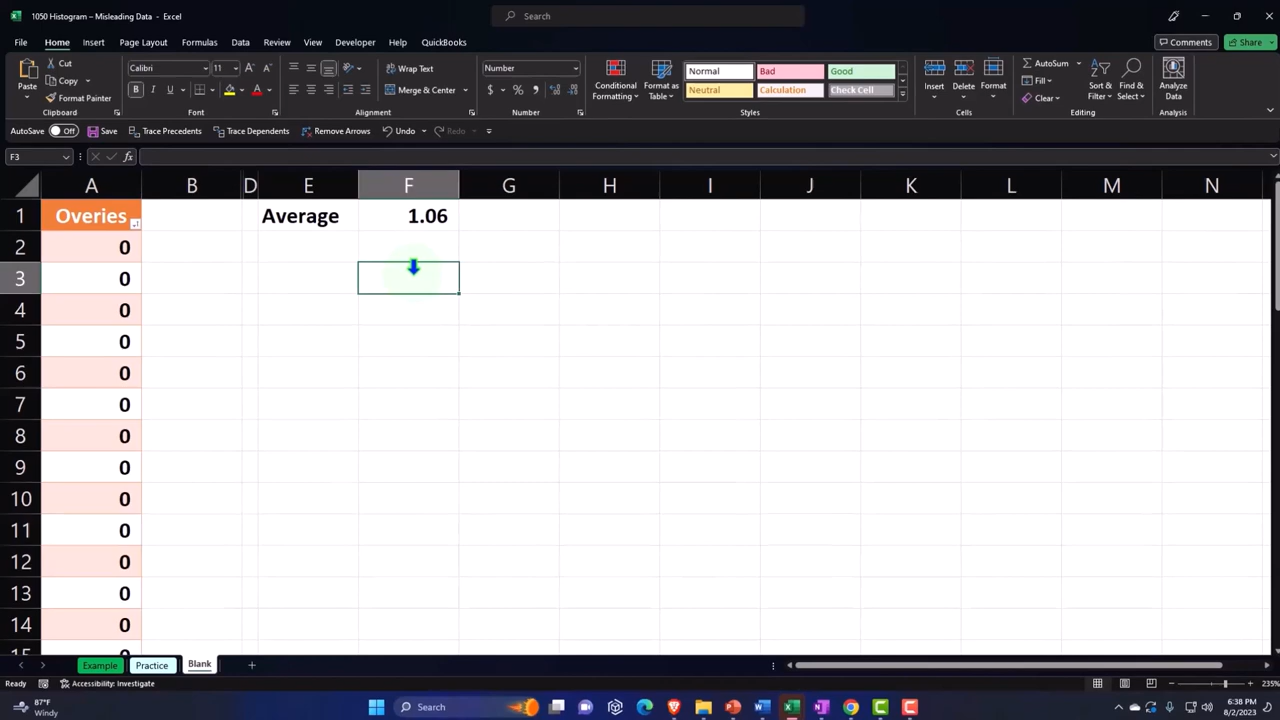 1050 Histogram – Misleading Data - Excel
Search
File Home Insert Page Layout Formulas Data Review View Developer Help QuickBooks
Comments Share
Paste Cut Copy Format Painter Clipboard
Calibri 11 B I U A A A Font
Wrap Text Merge & Center Alignment
Number $ % Number
Conditional Formatting Format as Table Normal Bad Good Neutral Calculation Check Cell Styles
Insert Delete Format Cells
AutoSum Fill Clear Sort & Filter Find & Select Editing
Analyze Data Analysis
AutoSave Off Save Trace Precedents Trace Dependents Remove Arrows Undo Redo
F3 fx
A B D E F G H I J K L M N
1 Overies Average 1.06
2 0
3 0
4 0
5 0
6 0
7 0
8 0
9 0
10 0
11 0
12 0
13 0
14 0
15 0
Example Practice Blank
Ready Accessibility: Investigate 235%
87°F
Windy
Search
6:38 PM
8/2/2023